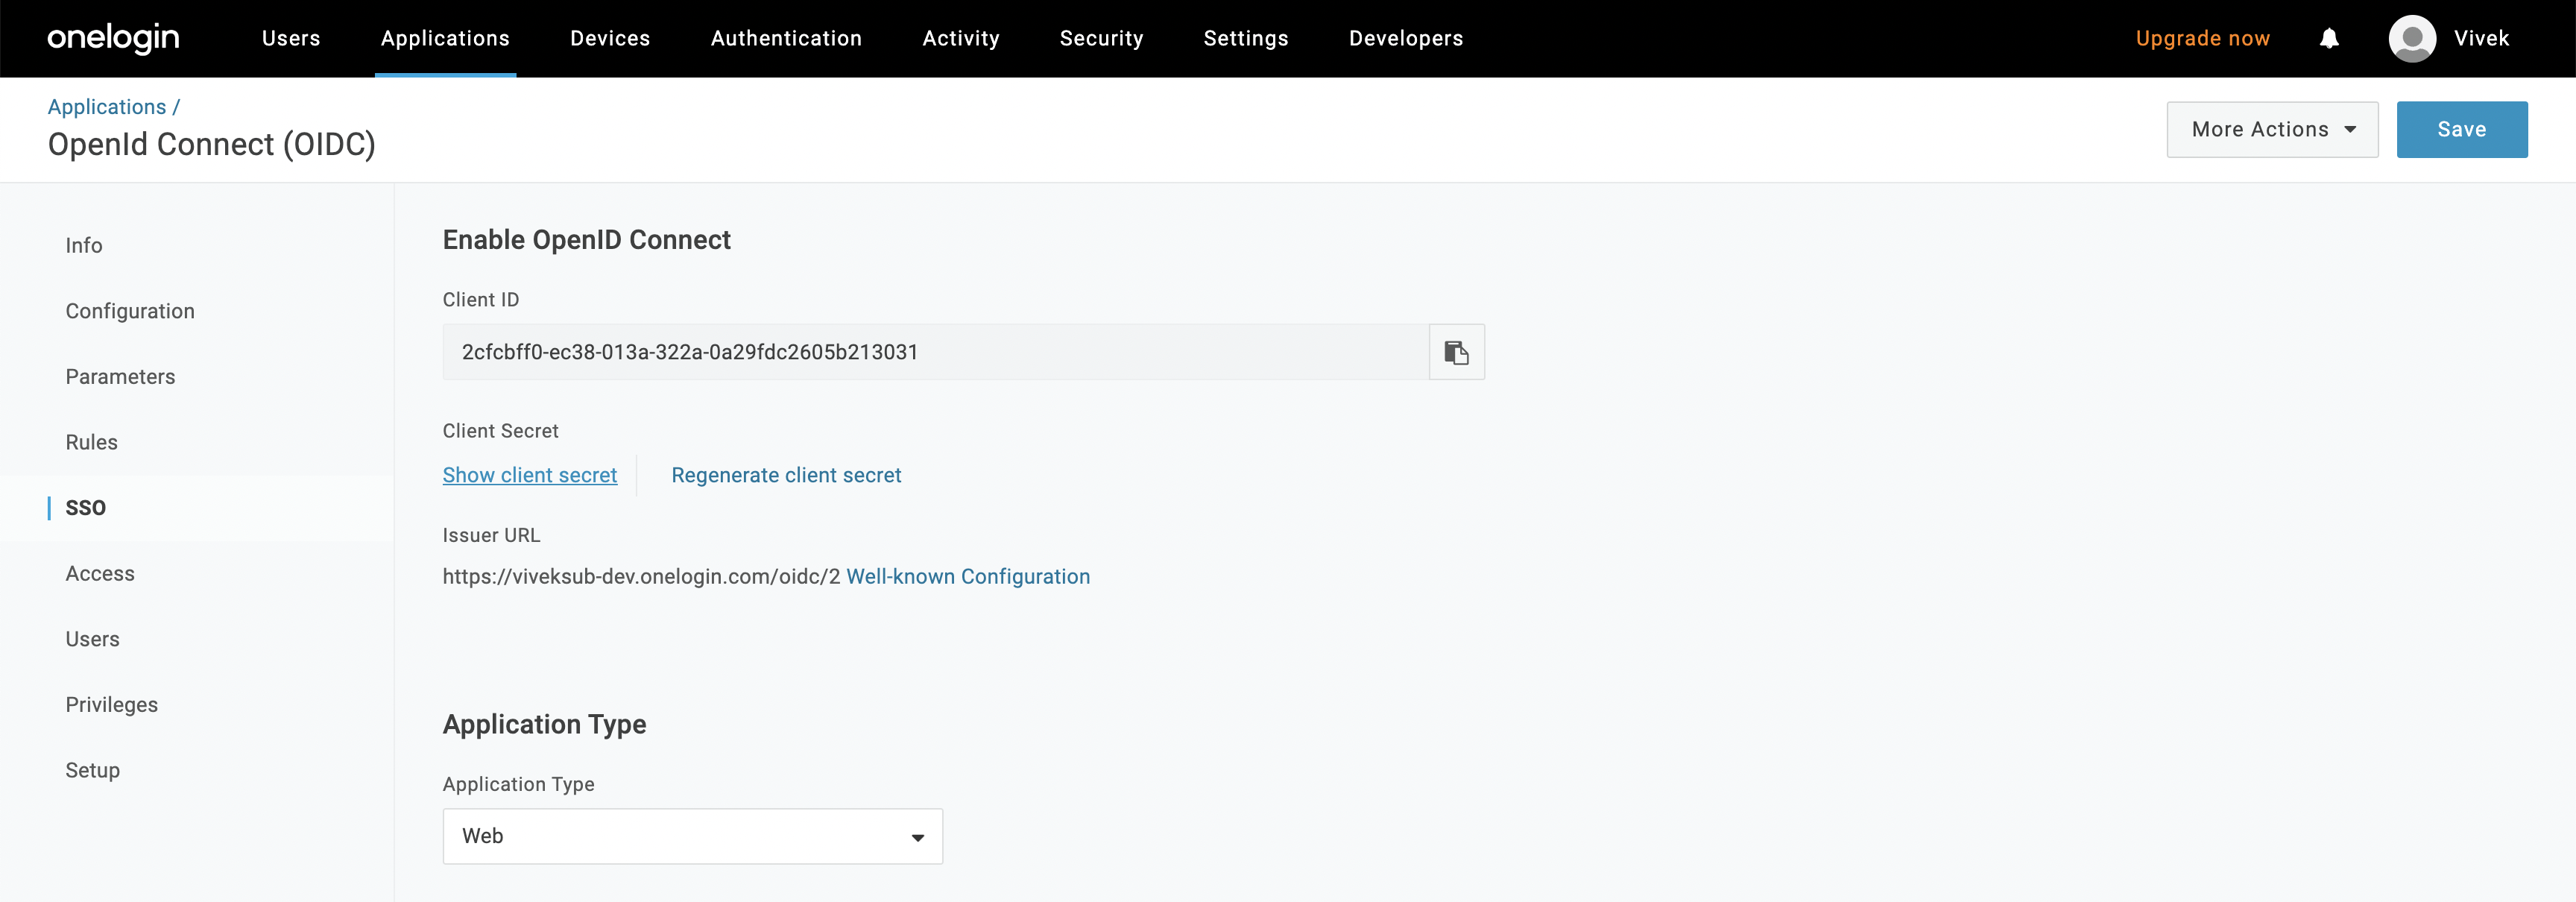 onelogin Users Applications Devices Authentication Activity Security Settings Developers Upgrade now Vivek
Applications /
OpenId Connect (OIDC)
More Actions Save
Info
Configuration
Parameters
Rules
SSO
Access
Users
Privileges
Setup
Enable OpenID Connect
Client ID
2cfcbff0-ec38-013a-322a-0a29fdc2605b213031
Client Secret
Show client secret Regenerate client secret
Issuer URL
https://viveksub-dev.onelogin.com/oidc/2 Well-known Configuration
Application Type
Application Type
Web